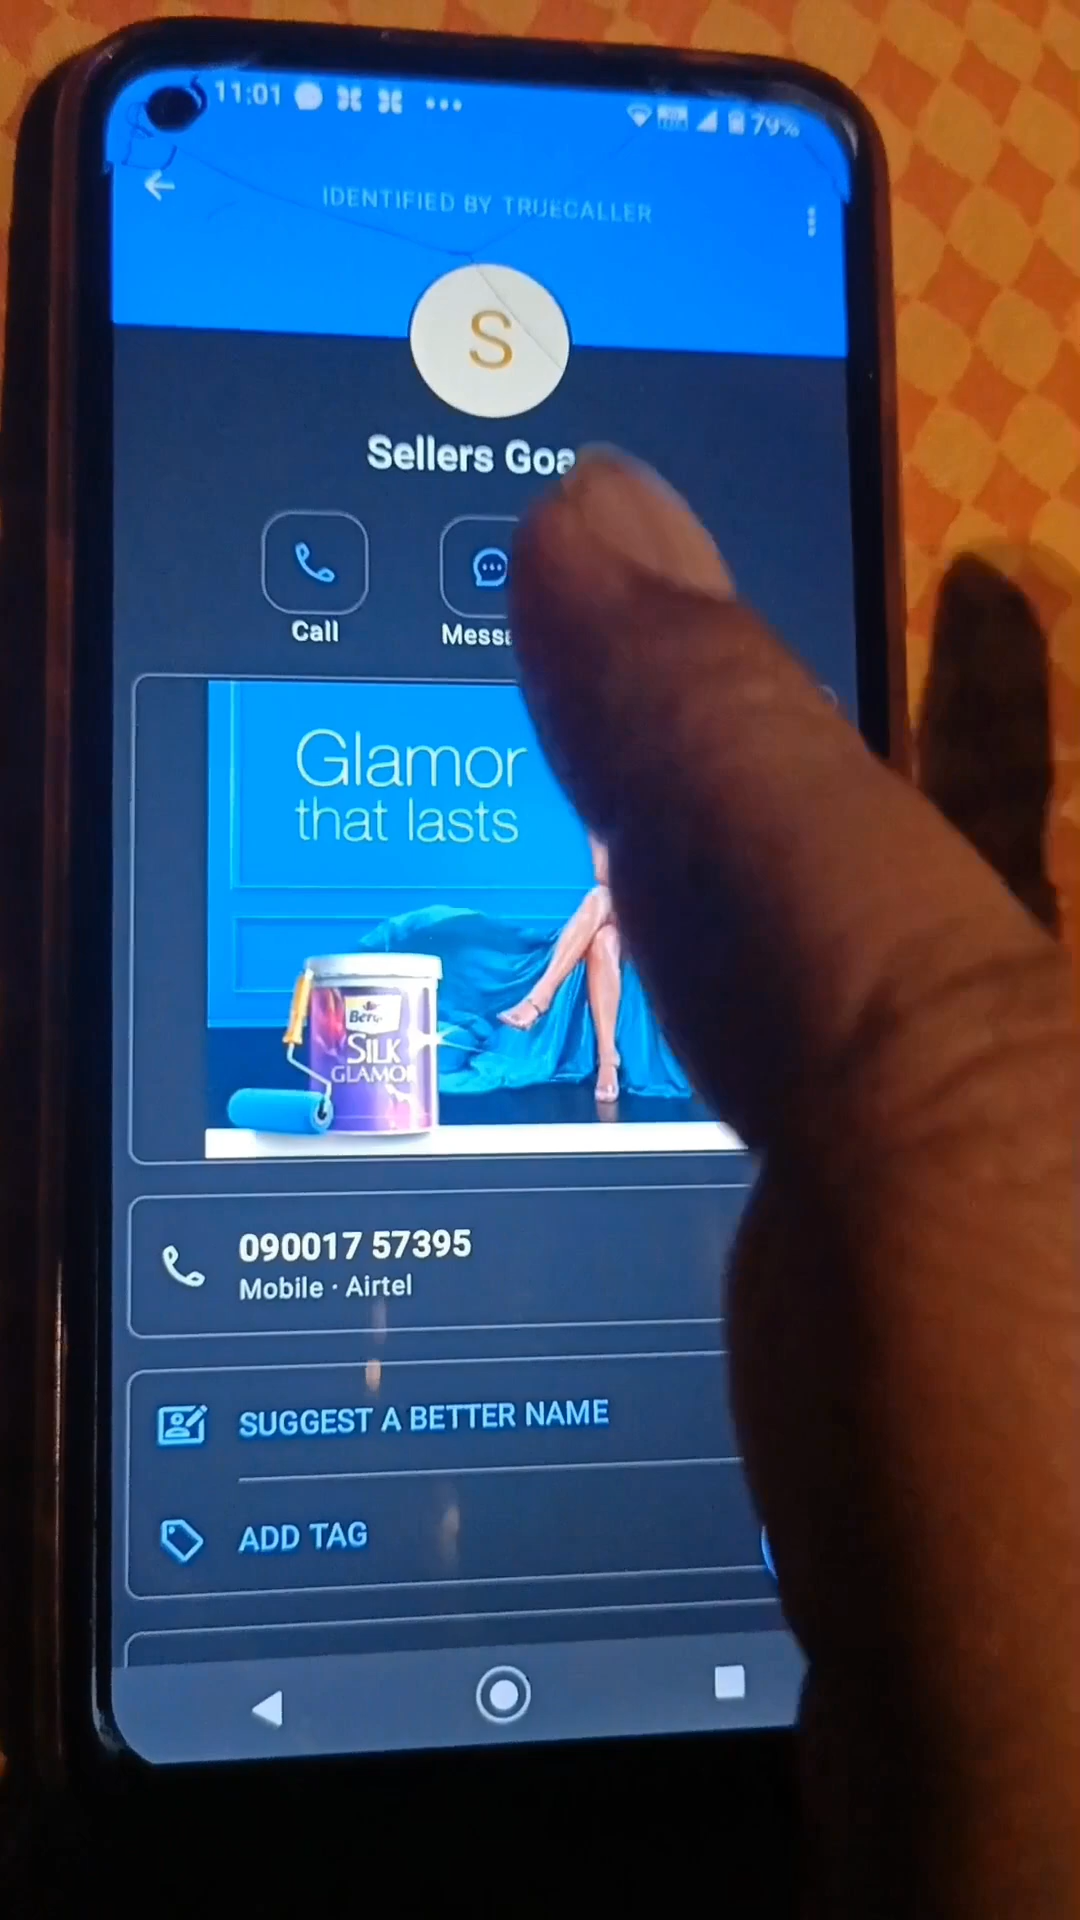 11:01
79%
IDENTIFIED BY TRUECALLER
S
Sellers Goa
Call
Glamor
that lasts
SILK
GLAMOR
090017 57395
Mobile · Airtel
SUGGEST A BETTER NAME
ADD TAG